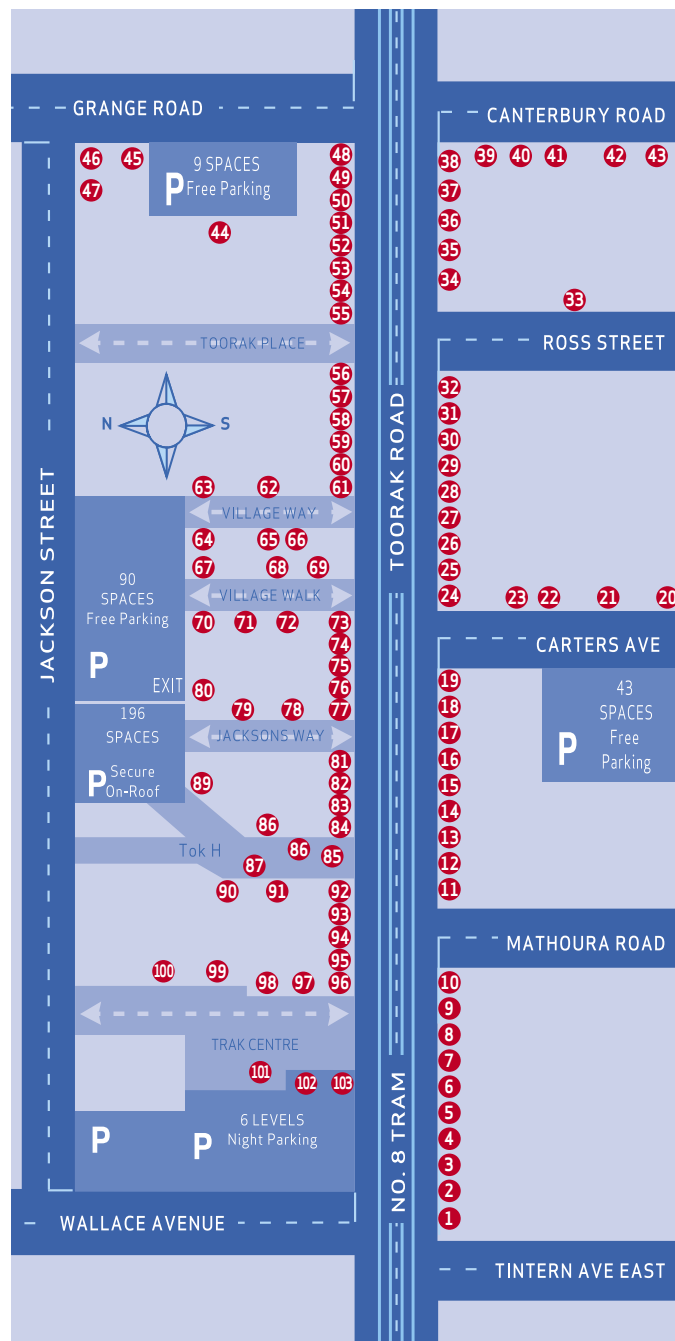 GRANGE ROAD
CANTERBURY ROAD
46
45
9 SPACES
Free Parking
P
48
38
39
40
41
42
43
47
49
37
50
44
51
36
52
35
53
54
34
33
55
TOORAK PLACE
ROSS STREET
56
32
57
31
N
S
58
30
59
60
29
63
62
61
28
VILLAGE WAY
27
64
65
66
26
67
68
69
25
VILLAGE WALK
24
23
22
21
20
90
SPACES
Free Parking
P
EXIT
JACKSON STREET
TOORAK ROAD
70
71
72
73
74
CARTERS AVE
75
80
76
19
79
78
77
18
43
SPACES
Free
Parking
P
196
SPACES
P
Secure
On-Roof
JACKSONS WAY
17
81
16
89
82
15
83
14
86
84
13
Tok H
87
86
85
12
90
91
92
11
93
94
MATHOURA ROAD
95
100
99
98
97
96
10
9
8
TRAK CENTRE
7
101
102
103
6
5
6 LEVELS
Night Parking
P
P
4
3
2
NO. 8 TRAM
1
WALLACE AVENUE
TINTERN AVE EAST